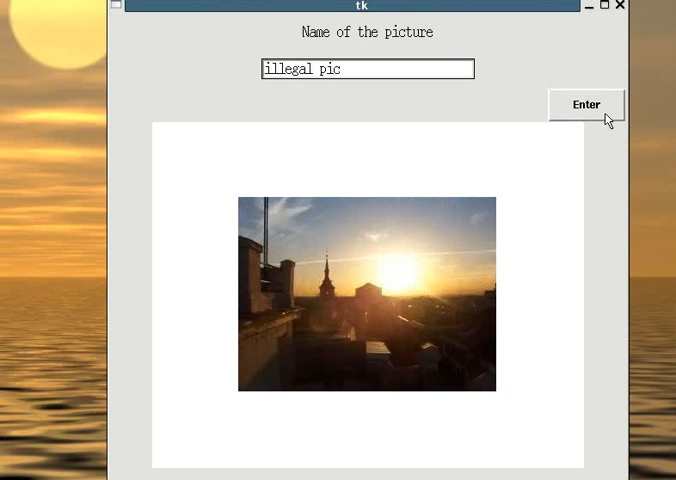 tk
Name of the picture
illegal pic
Enter